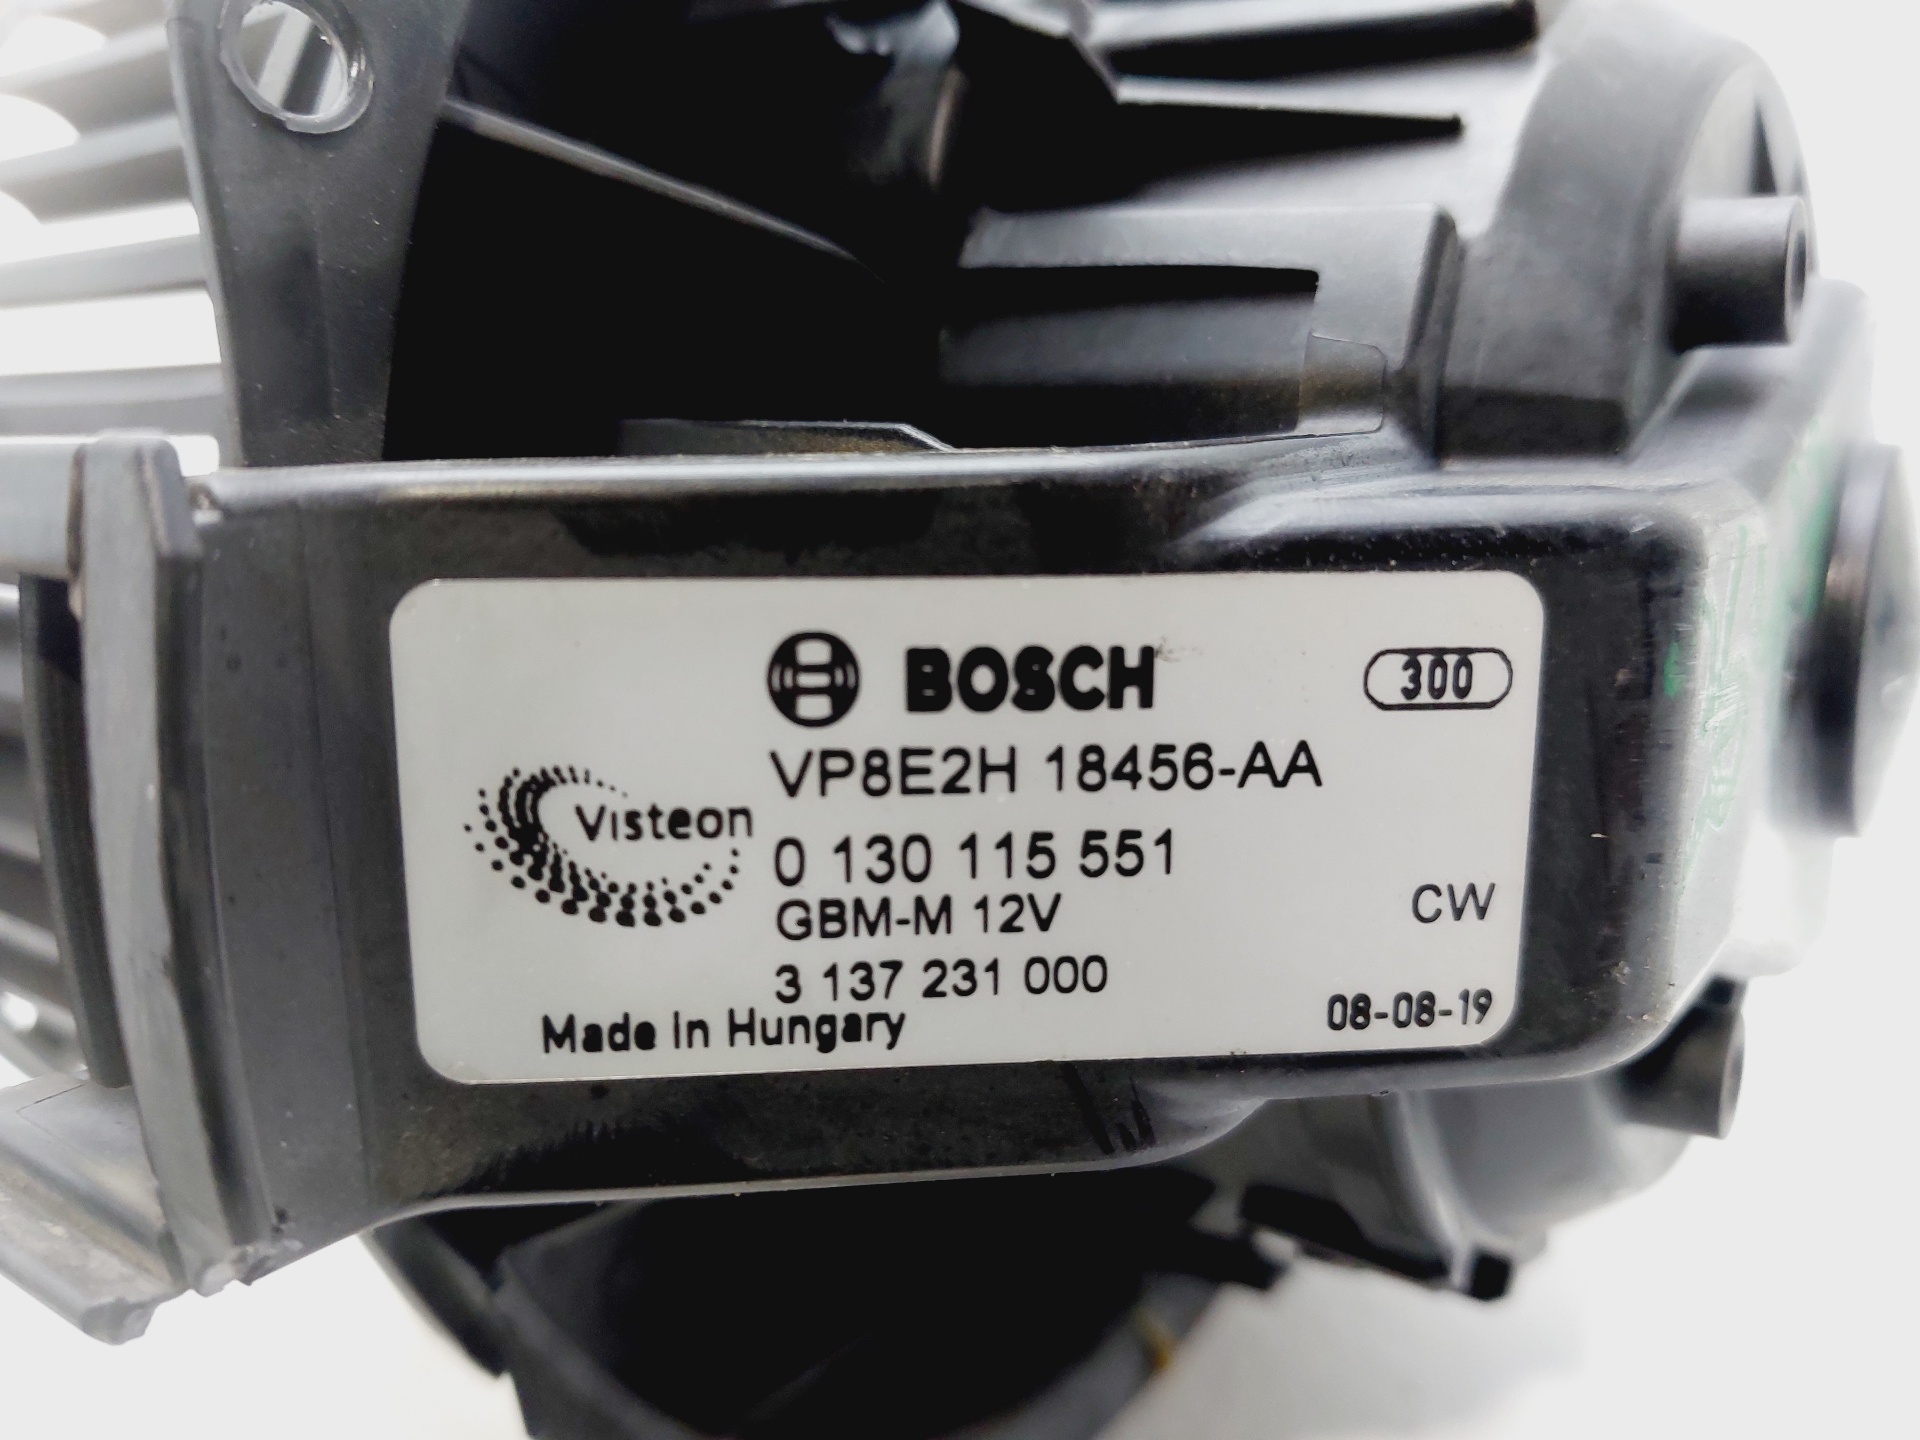 BOSCH 300
VP8E2H 18456-AA
Visteon
0 130 115 551
GBM-M 12V CW
3 137 231 000
Made in Hungary 08-08-19